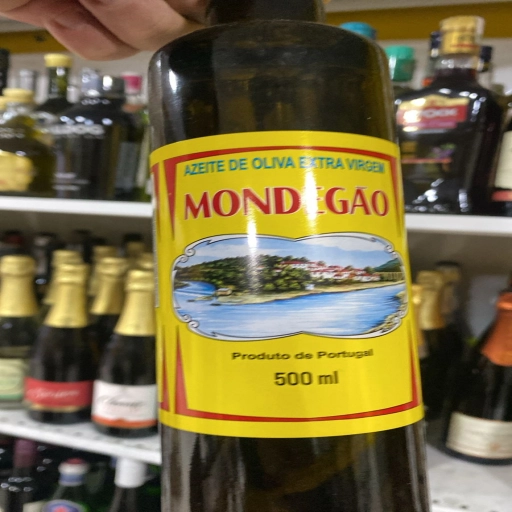 AZEITE DE OLIVA EXTRA VIRGEM
MONDEGÃO
Produto de Portugal
500 ml